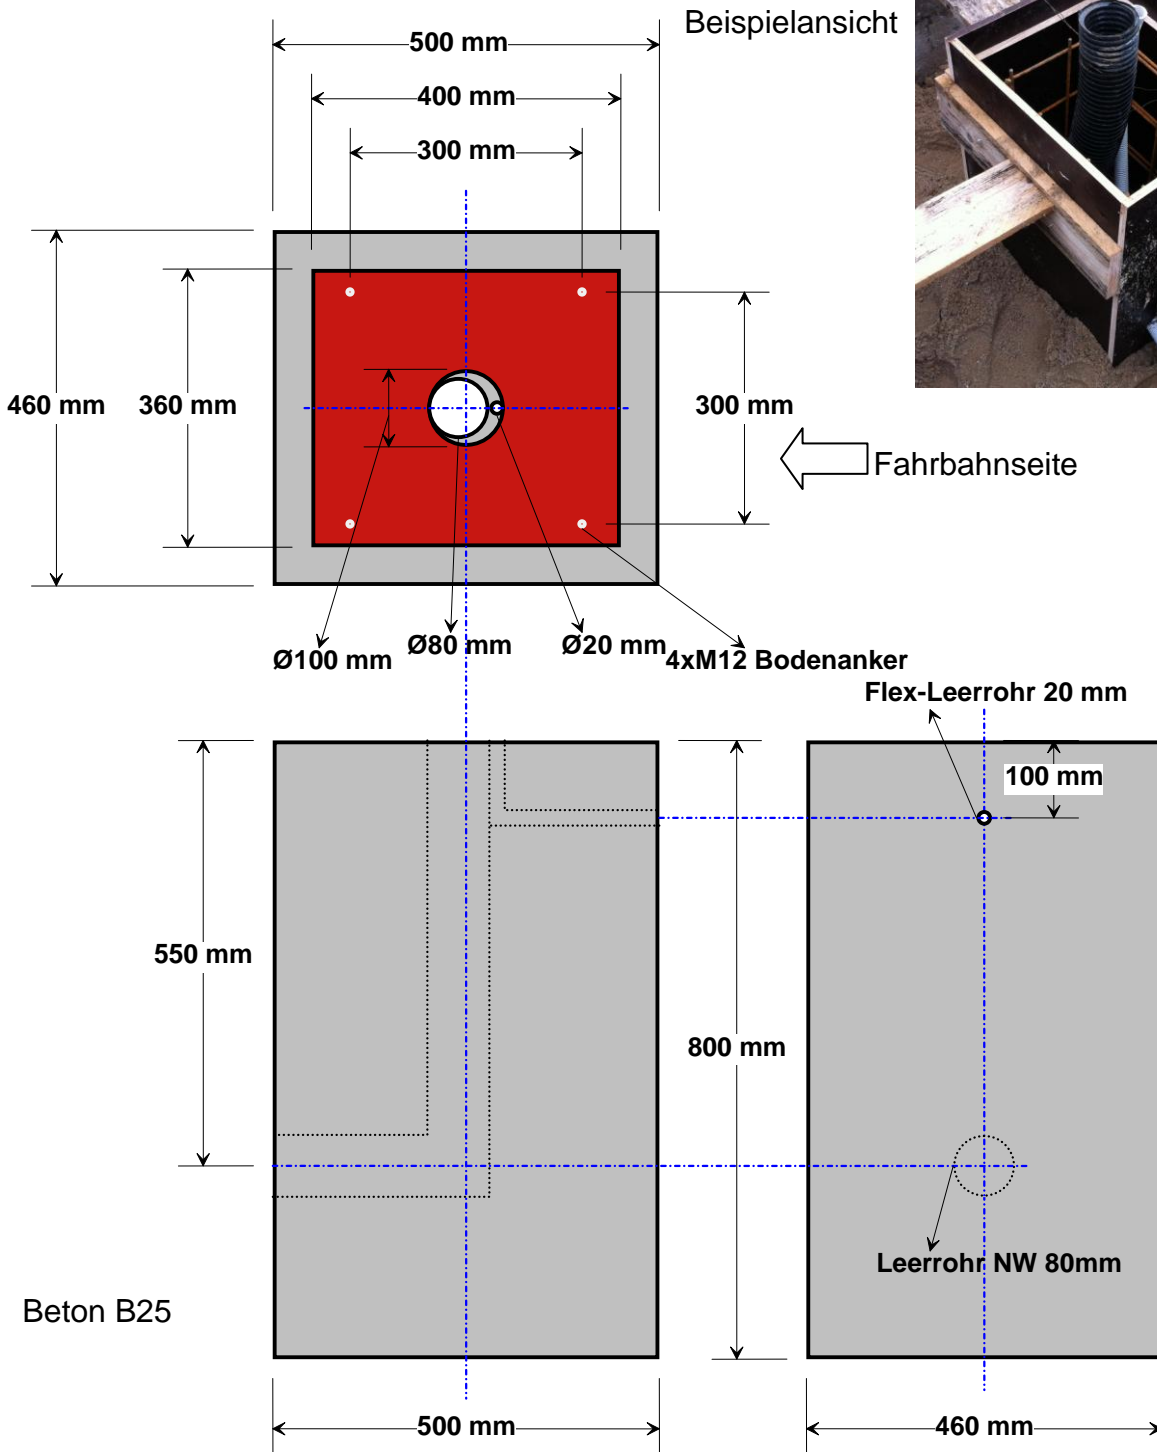 Beispielansicht
500 mm
400 mm
300 mm
460 mm
360 mm
300 mm
Fahrbahnseite
Ø100 mm
Ø80 mm
Ø20 mm
4xM12 Bodenanker
Flex-Leerrohr 20 mm
100 mm
550 mm
800 mm
Leerrohr NW 80mm
Beton B25
500 mm
460 mm